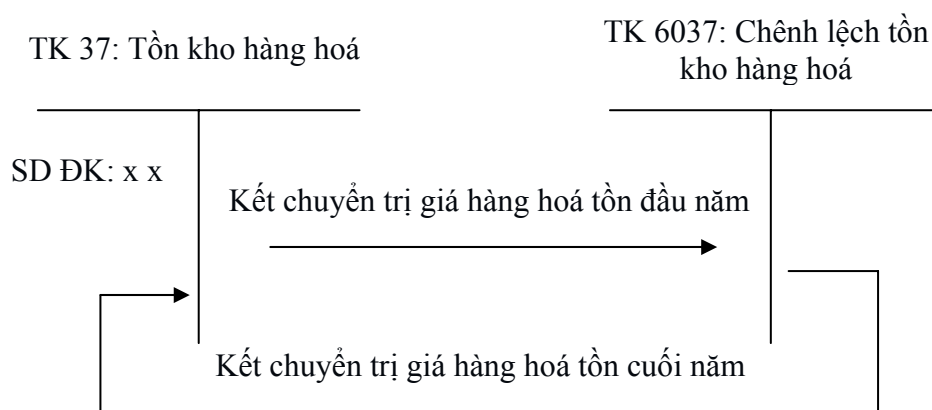 TK 37: Tồn kho hàng hoá
TK 6037: Chênh lệch tồn
kho hàng hoá
SD ĐK: x x
Kết chuyển trị giá hàng hoá tồn đầu năm
Kết chuyển trị giá hàng hoá tồn cuối năm